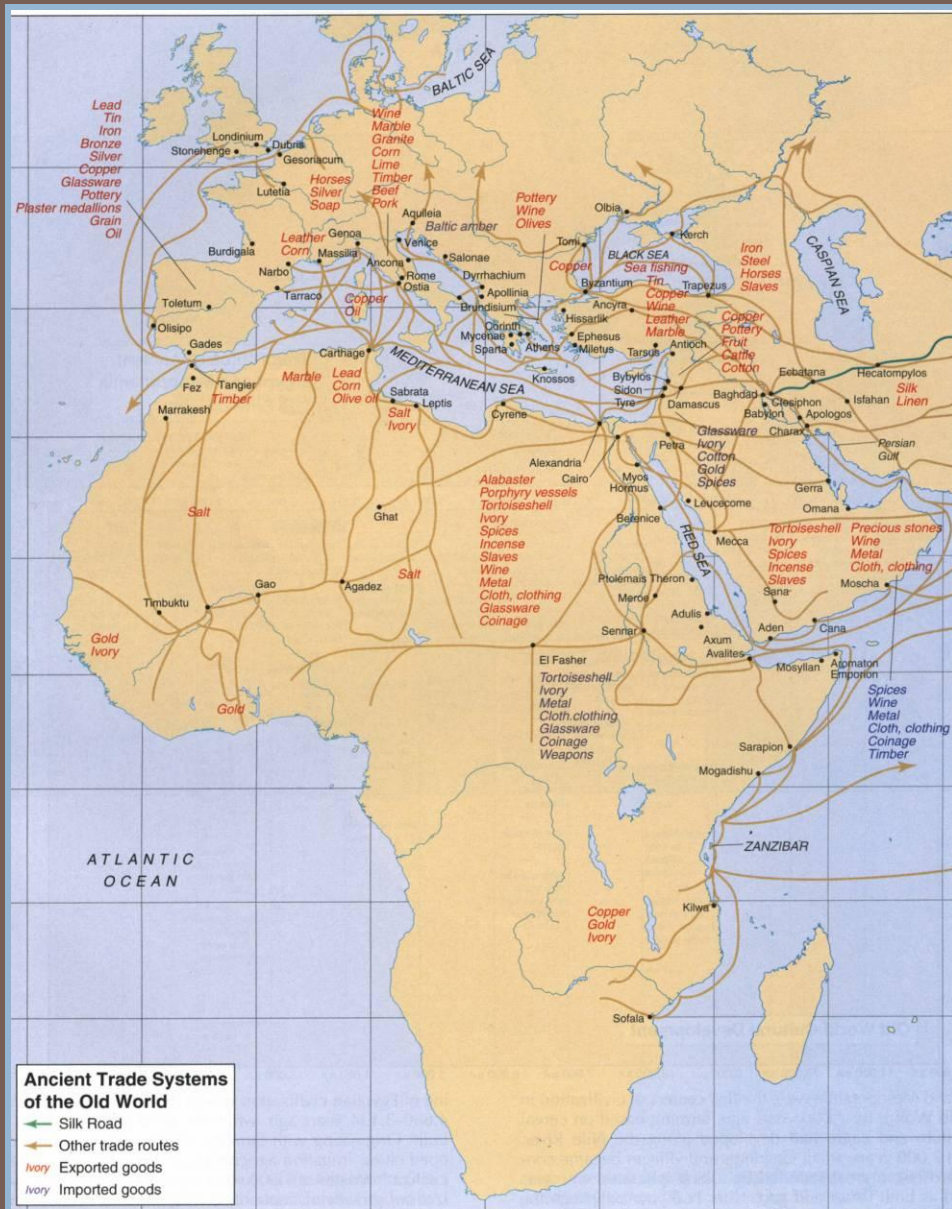 BALTIC SEA
Lead
Tin
Iron
Bronze
Silver
Copper
Glassware
Pottery
Plaster medallions
Grain
Oil
Londinium
Stonehenge
Dubris
Gesoriacum
Lutetia
Wine
Marble
Granite
Corn
Lime
Timber
Beef
Pork
Horses
Silver
Soap
Burdigala
Leather
Corn
Genoa
Massilia
Narbo
Tarraco
Aquileia
Venice
Baltic amber
Ancona
Salonae
Rome
Ostia
Dyrrhachium
Apollinia
Brundisium
Pottery
Wine
Olives
Olbia
Tomi
Kerch
BLACK SEA
Copper
Sea fishing
Byzantium
Trapezus
Iron
Steel
Horses
Slaves
CASPIAN SEA
Tin
Copper
Wine
Leather
Marble
Ancyra
Hissarlik
Toletum
Olisipo
Gades
Copper
Oil
Corinth
Mycenae
Sparta
Athens
Ephesus
Miletus
Knossos
Tarsus
Antioch
Copper
Pottery
Fruit
Cattle
Cotton
Ecbatana
Hecatompylos
Silk
Linen
Carthage
MEDITERRANEAN SEA
Bybylos
Sidon
Tyre
Damascus
Baghdad
Ctesiphon
Babylon
Apologos
Isfahan
Charax
Persian
Gulf
Fez
Tangier
Timber
Marrakesh
Marble
Lead
Corn
Olive oil
Sabrata
Leptis
Salt
Ivory
Cyrene
Alexandria
Cairo
Petra
Glassware
Ivory
Cotton
Gold
Spices
Myos
Hormus
Leucecome
Berenice
RED SEA
Mecca
Gerra
Omana
Salt
Ghat
Alabaster
Porphyry vessels
Tortoiseshell
Ivory
Spices
Incense
Slaves
Wine
Metal
Cloth, clothing
Glassware
Coinage
Tortoiseshell
Ivory
Spices
Incense
Slaves
Precious stones
Wine
Metal
Cloth, clothing
Moscha
Sana
Timbuktu
Gao
Agadez
Salt
Ptolemais Theron
Meroe
Adulis
Sennar
Axum
Avalites
Aden
Cana
Mosyllan
Aromaton
Emporion
Gold
Ivory
Gold
El Fasher
Tortoiseshell
Ivory
Metal
Cloth.clothing
Glassware
Coinage
Weapons
Spices
Wine
Metal
Cloth, clothing
Coinage
Timber
Sarapion
Mogadishu
ATLANTIC
OCEAN
ZANZIBAR
Copper
Gold
Ivory
Kilwa
Sofala
Ancient Trade Systems
of the Old World
Silk Road
Other trade routes
Ivory Exported goods
Ivory Imported goods